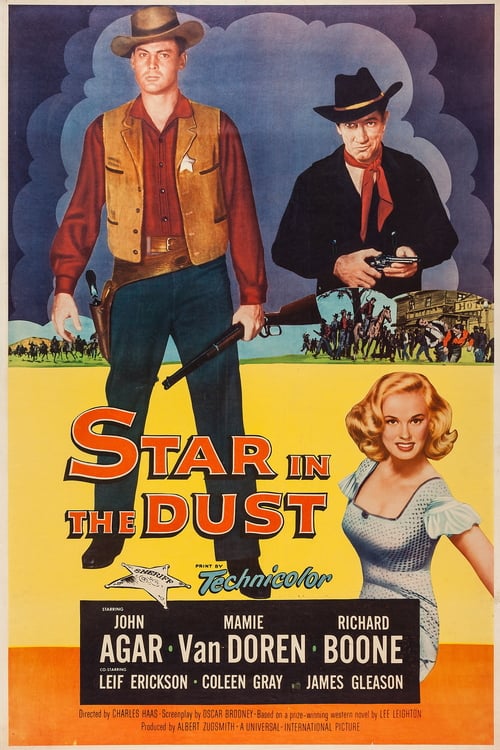 STAR IN
THE DUST
SHERIFF
PRINT BY
Technicolor
STARRING
JOHN MAMIE RICHARD
AGAR · Van DOREN · BOONE
CO-STARRING
LEIF ERICKSON · COLEEN GRAY and JAMES GLEASON
Directed by CHARLES HAAS · Screenplay by OSCAR BRODNEY · Based on a prize-winning western novel by LEE LEIGHTON
Produced by ALBERT ZUGSMITH · A UNIVERSAL-INTERNATIONAL PICTURE